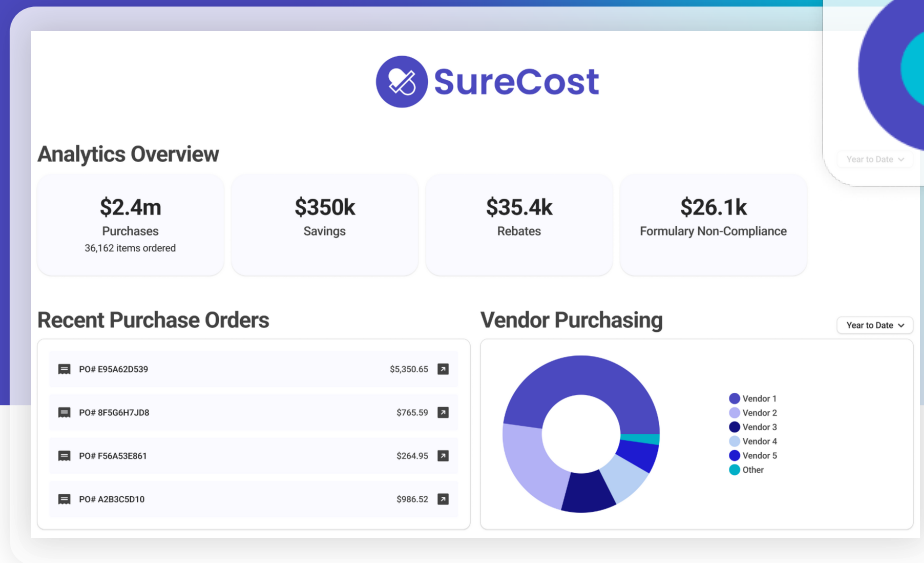 SureCost
Analytics Overview
Year to Date
$2.4m
Purchases
36,162 items ordered
$350k
Savings
$35.4k
Rebates
$26.1k
Formulary Non-Compliance
Recent Purchase Orders
PO# E95A62D539
$5,350.65
PO# 8F5G6H7JD8
$765.59
PO# F56A53E861
$264.95
PO# A2B3C5D10
$986.52
Vendor Purchasing
Year to Date
Vendor 1
Vendor 2
Vendor 3
Vendor 4
Vendor 5
Other